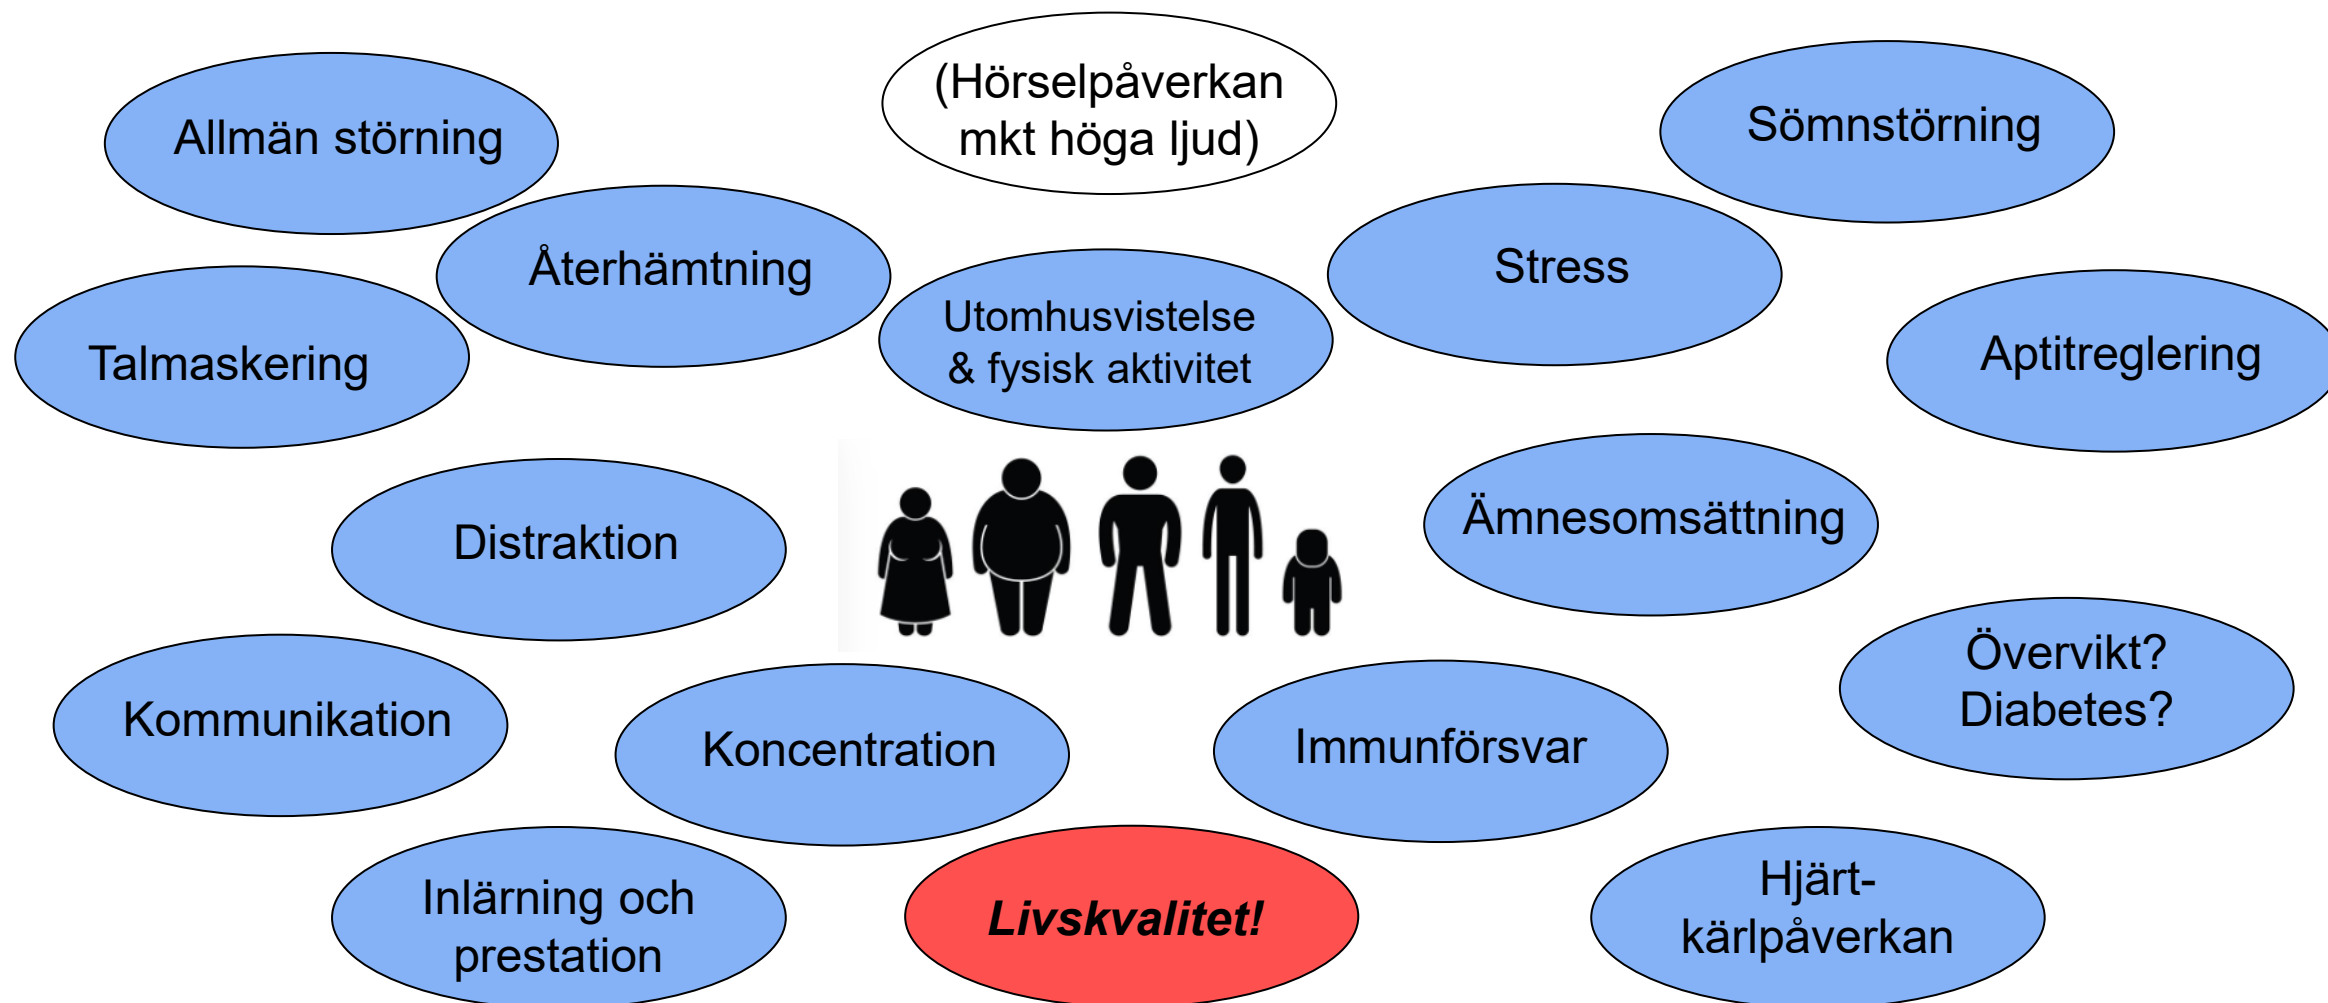 (Hörselpåverkan
mkt höga ljud)
Allmän störning
Sömnstörning
Återhämtning
Stress
Utomhusvistelse
& fysisk aktivitet
Talmaskering
Aptitreglering
Distraktion
Ämnesomsättning
Kommunikation
Koncentration
Immunförsvar
Övervikt?
Diabetes?
Inlärning och
prestation
Livskvalitet!
Hjärt-
kärlpåverkan